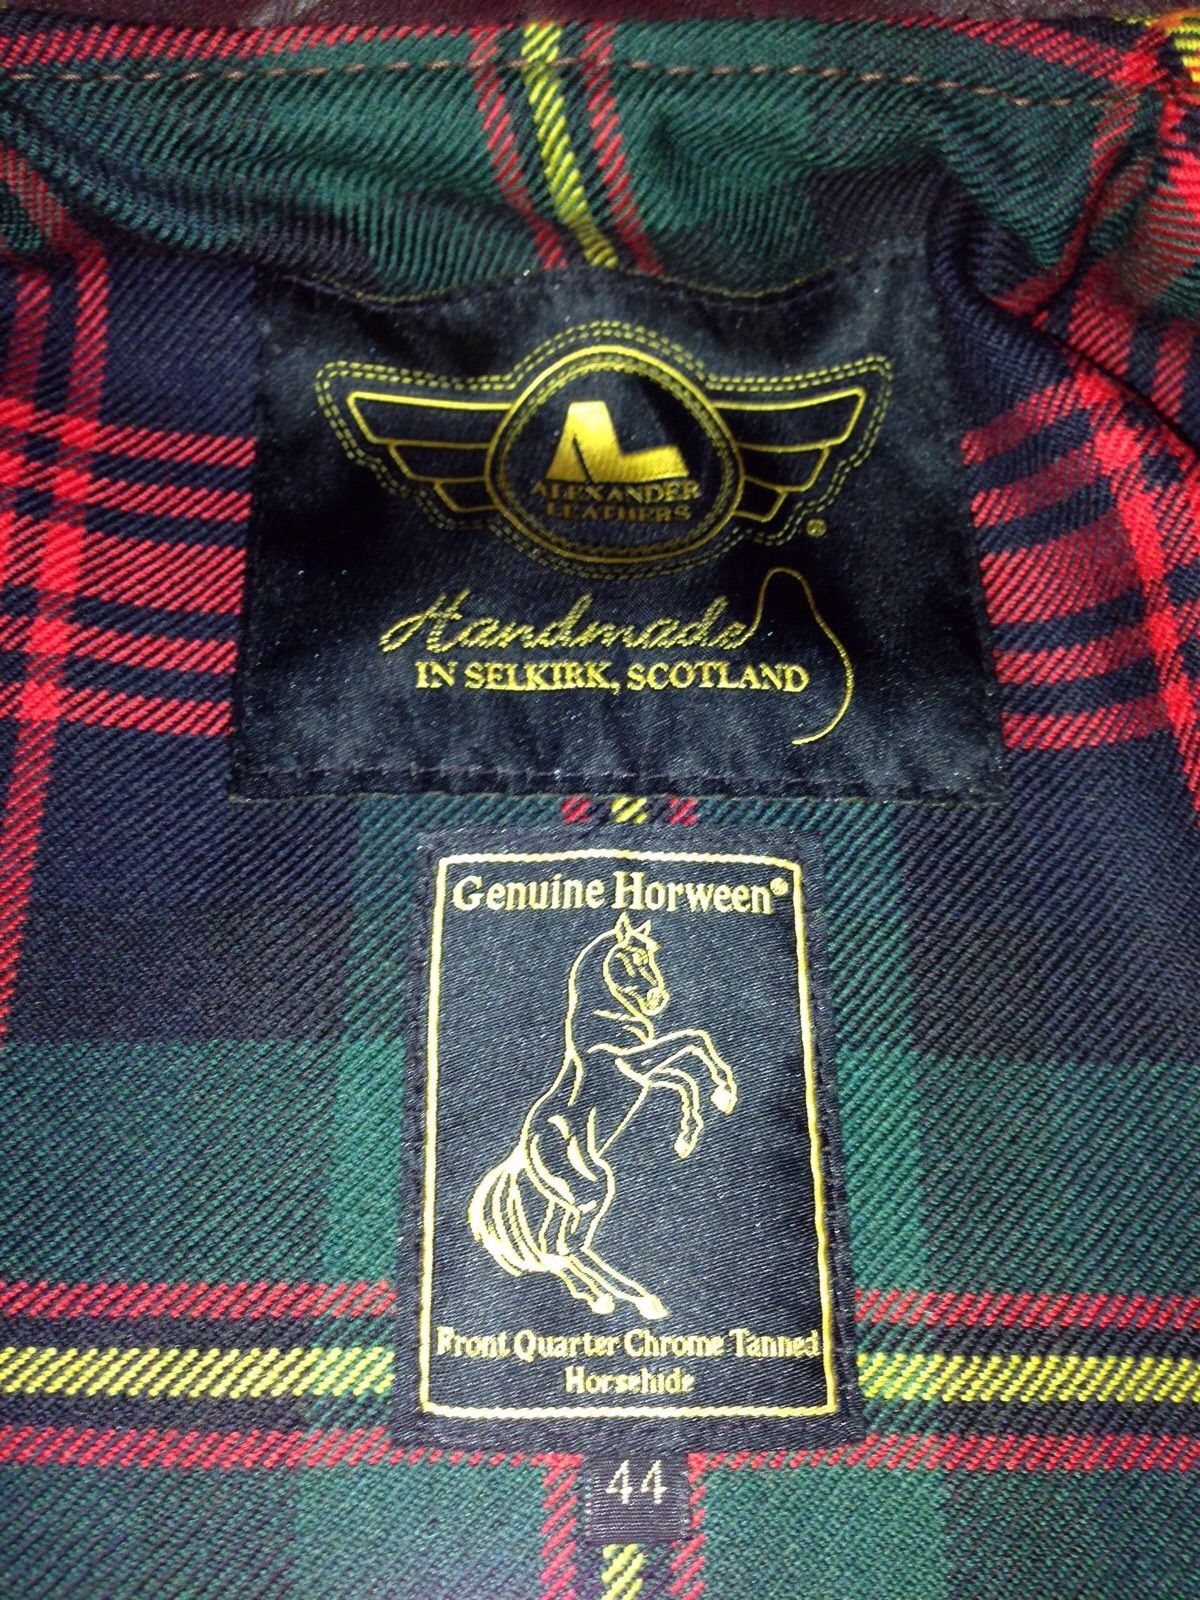 ALEXANDER
LEATHERS
®
Handmade
IN SELKIRK, SCOTLAND
Genuine Horween®
Front Quarter Chrome Tanned
Horsehide
44